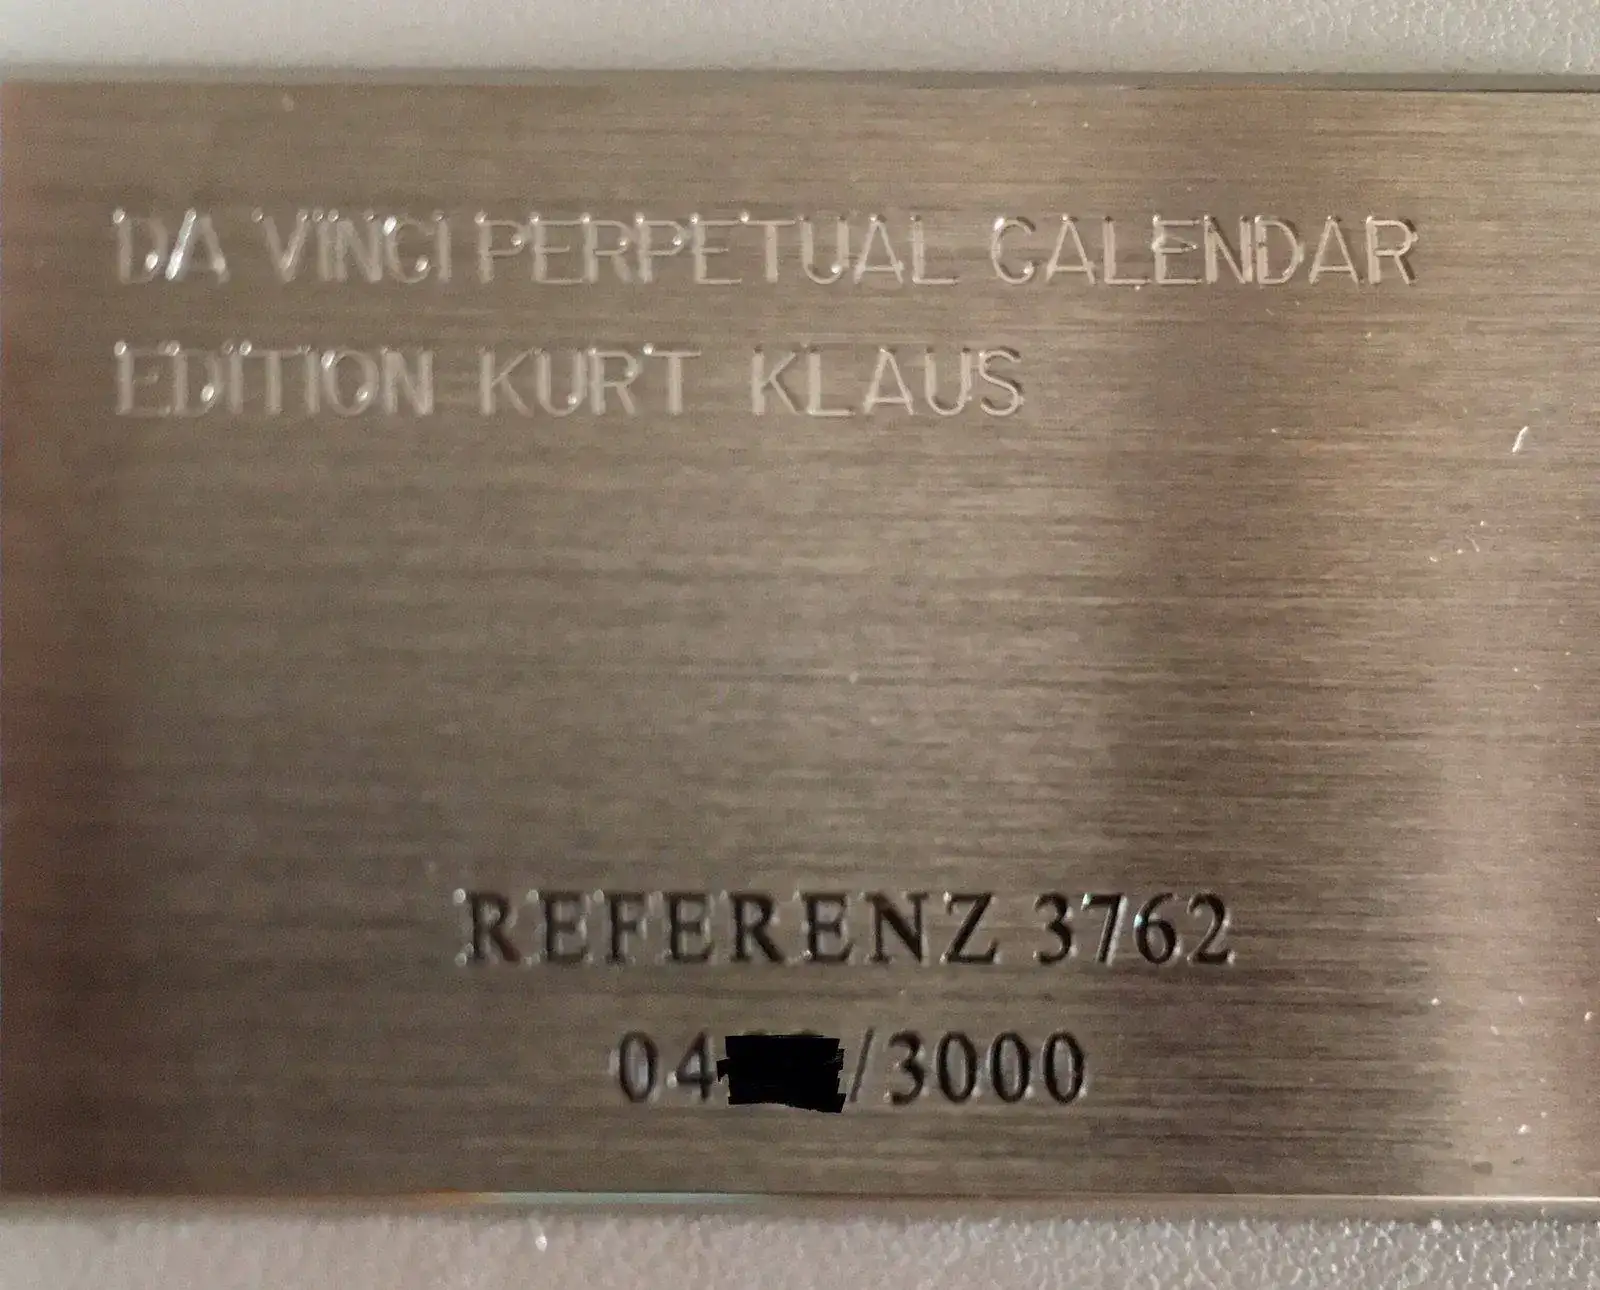 DA VINCI PERPETUAL CALENDAR
EDITION KURT KLAUS
REFERENZ 3762
04 /3000